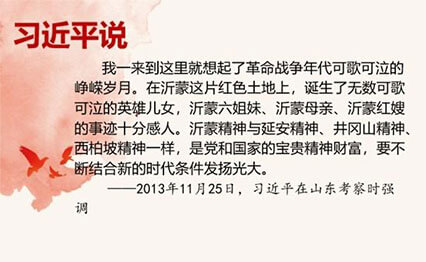 习近平说
我一来到这里就想起了革命战争年代可歌可泣的
峥嵘岁月。在沂蒙这片红色土地上，诞生了无数可歌
可泣的英雄儿女，沂蒙六姐妹、沂蒙母亲、沂蒙红嫂
的事迹十分感人。沂蒙精神与延安精神、井冈山精神、
西柏坡精神一样，是党和国家的宝贵精神财富，要不
断结合新的时代条件发扬光大。
——2013年11月25日，习近平在山东考察时强
调